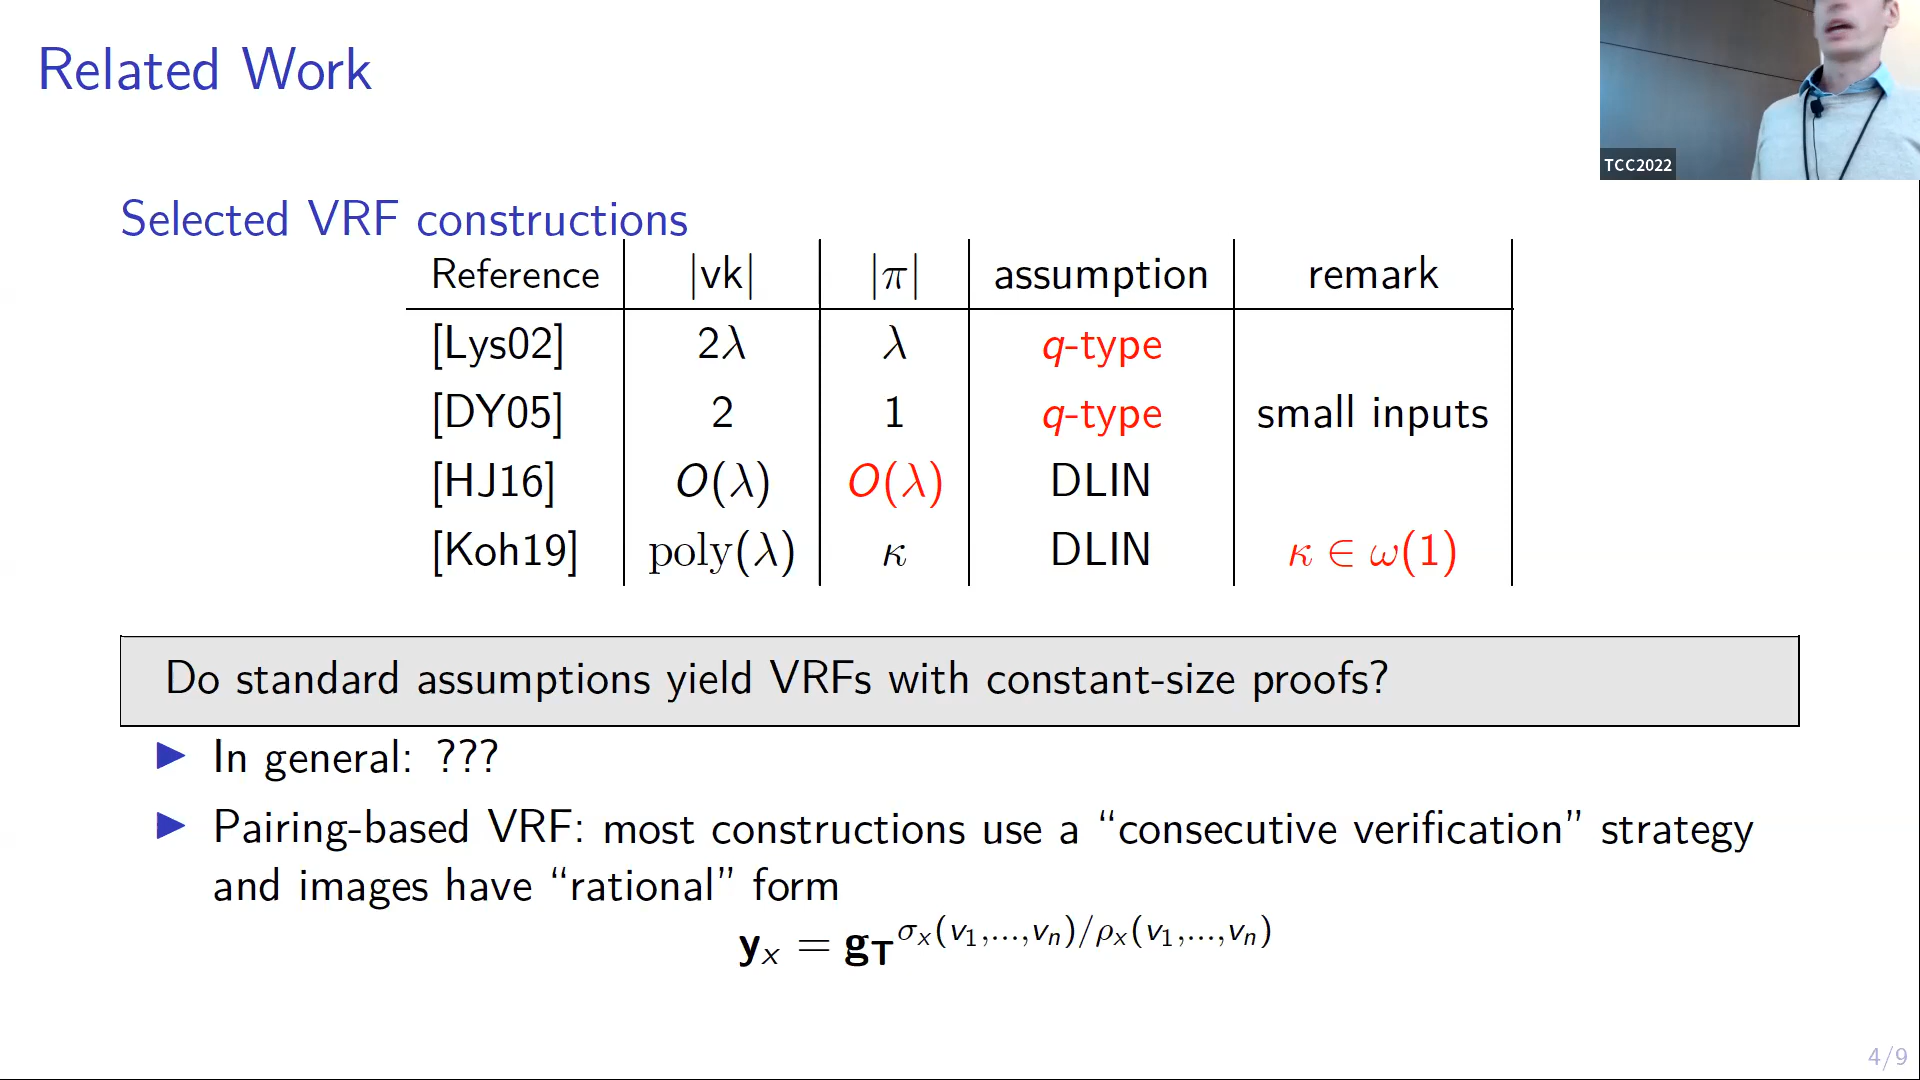 Related Work
TCC2022
Selected VRF constructions
Reference |vk| |π| assumption remark
[Lys02] 2λ λ q-type
[DY05] 2 1 q-type small inputs
[HJ16] O(λ) O(λ) DLIN
[Koh19] poly(λ) κ DLIN κ ∈ ω(1)
Do standard assumptions yield VRFs with constant-size proofs?
▶ In general: ???
▶ Pairing-based VRF: most constructions use a “consecutive verification” strategy
and images have “rational” form
y_x = g_T^{σ_x(v_1,...,v_n)/ρ_x(v_1,...,v_n)}
4/9